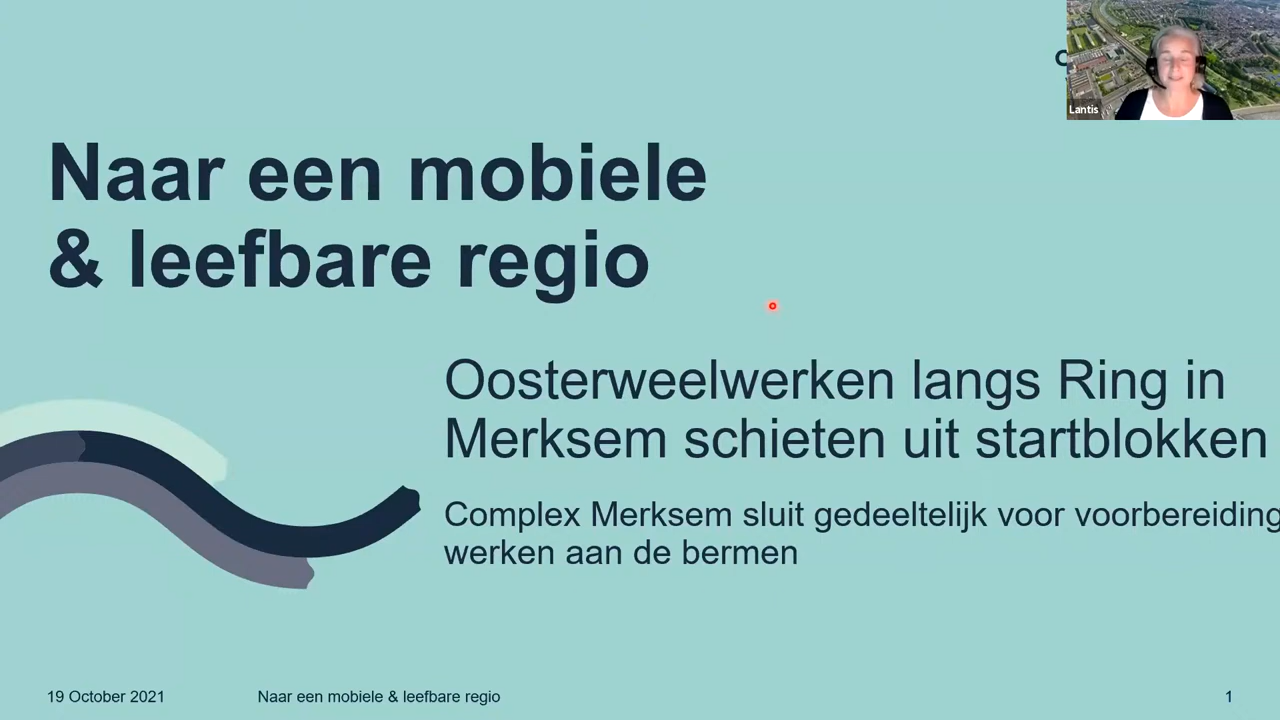 Lantis
Naar een mobiele
& leefbare regio
Oosterweelwerken langs Ring in
Merksem schieten uit startblokken
Complex Merksem sluit gedeeltelijk voor voorbereiding
werken aan de bermen
19 October 2021
Naar een mobiele & leefbare regio
1